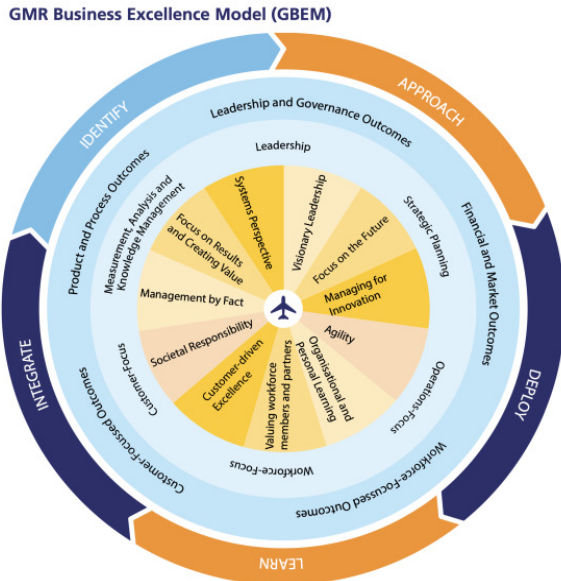 GMR Business Excellence Model (GBEM)
IDENTIFY
APPROACH
DEPLOY
LEARN
INTEGRATE
Leadership and Governance Outcomes
Financial and Market Outcomes
Workforce-Focussed Outcomes
Customer-Focussed Outcomes
Product and Process Outcomes
Leadership
Strategic Planning
Operations-Focus
Workforce-Focus
Customer-Focus
Measurement, Analysis and
Knowledge Management
Systems Perspective
Visionary Leadership
Focus on the Future
Managing for
Innovation
Agility
Organisational and
Personal Learning
Valuing workforce
members and partners
Customer-driven
Excellence
Societal Responsibility
Management by Fact
Focus on Results
and Creating Value